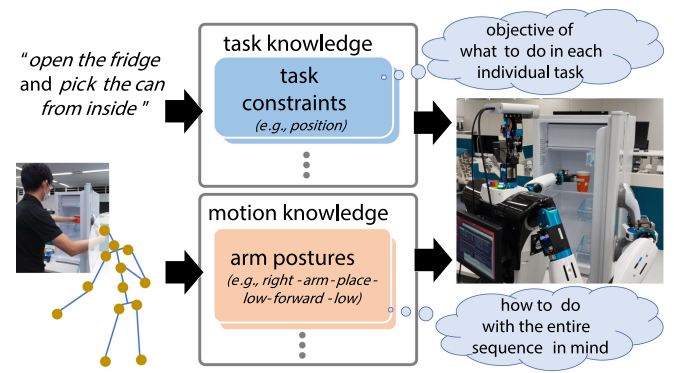 "open the fridge
and pick the can
from inside"
task knowledge
task
constraints
(e.g., position)
objective of
what to do in each
individual task
motion knowledge
arm postures
(e.g., right -arm-place-
low-forward -low)
how to do
with the entire
sequence in mind